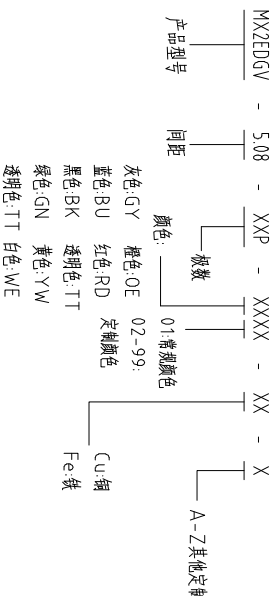 MX2EDGV - 5.08 - XXP - XXXX - XX - X
产品型号
间距
极数
颜色:
01:常规颜色
02-99:
定制颜色
灰色:GY 橙色:OE
蓝色:BU 红色:RD
黑色:BK 透明色:TT
绿色:GN 黄色:YW
透明色:TT 白色:WE
Cu:铜
Fe:铁
A-Z其他定制